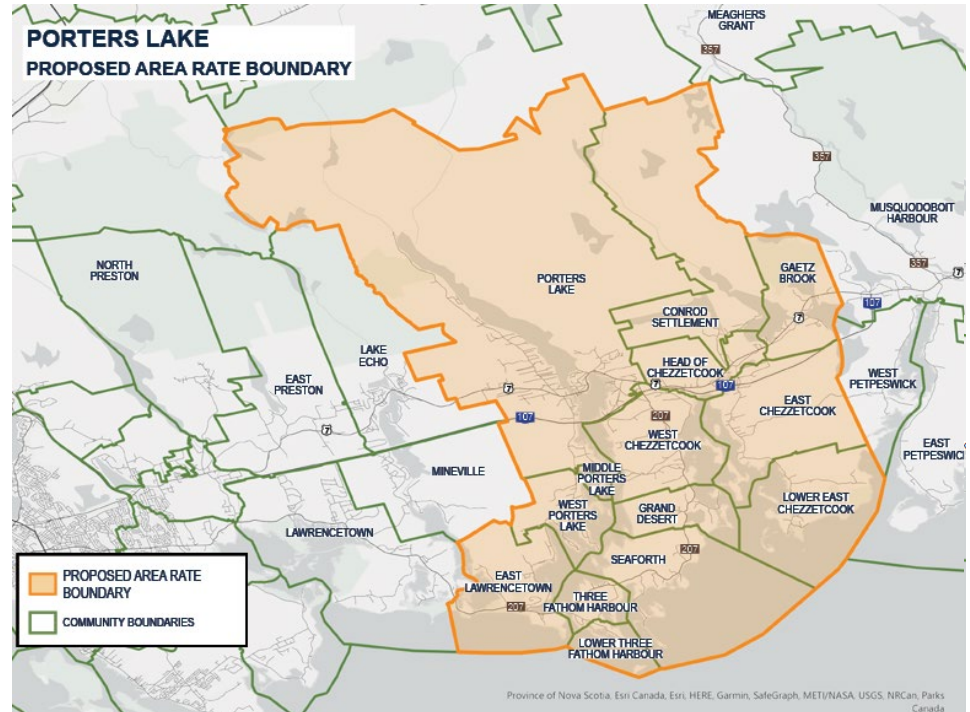 PORTERS LAKE
PROPOSED AREA RATE BOUNDARY
MEAGHERS
GRANT
357
357
MUSQUODOBOIT
HARBOUR
357
7
NORTH
PRESTON
GAETZ
BROOK
PORTERS
LAKE
107
7
CONROD
SETTLEMENT
LAKE
ECHO
EAST
PRESTON
HEAD OF
CHEZZETCOOK
WEST
PETPESWICK
7
7
107
107
EAST
CHEZZETCOOK
207
7
WEST
CHEZZETCOOK
EAST
PETPESWICK
MINEVILLE
MIDDLE
PORTERS
LAKE
LOWER EAST
CHEZZETCOOK
WEST
PORTERS
LAKE
GRAND
DESERT
LAWRENCETOWN
SEAFORTH
207
EAST
LAWRENCETOWN
207
THREE
FATHOM HARBOUR
LOWER THREE
FATHOM HARBOUR
PROPOSED AREA RATE
BOUNDARY
COMMUNITY BOUNDARIES
Province of Nova Scotia, Esri Canada, Esri, HERE, Garmin, SafeGraph, METI/NASA, USGS, NRCan, Parks
Canada